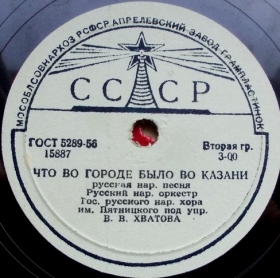 МОСОБЛСОВНАРХОЗ РСФСР АПРЕЛЕВСКИЙ ЗАВОД ГРАМПЛАСТИНОК
СССР
ГОСТ 5289-56
15887
Вторая гр.
3-00
ЧТО ВО ГОРОДЕ БЫЛО ВО КАЗАНИ
русская нар. песня
Русский нар. оркестр
Гос. русского нар. хора
им. Пятницкого под упр.
В. В. ХВАТОВА